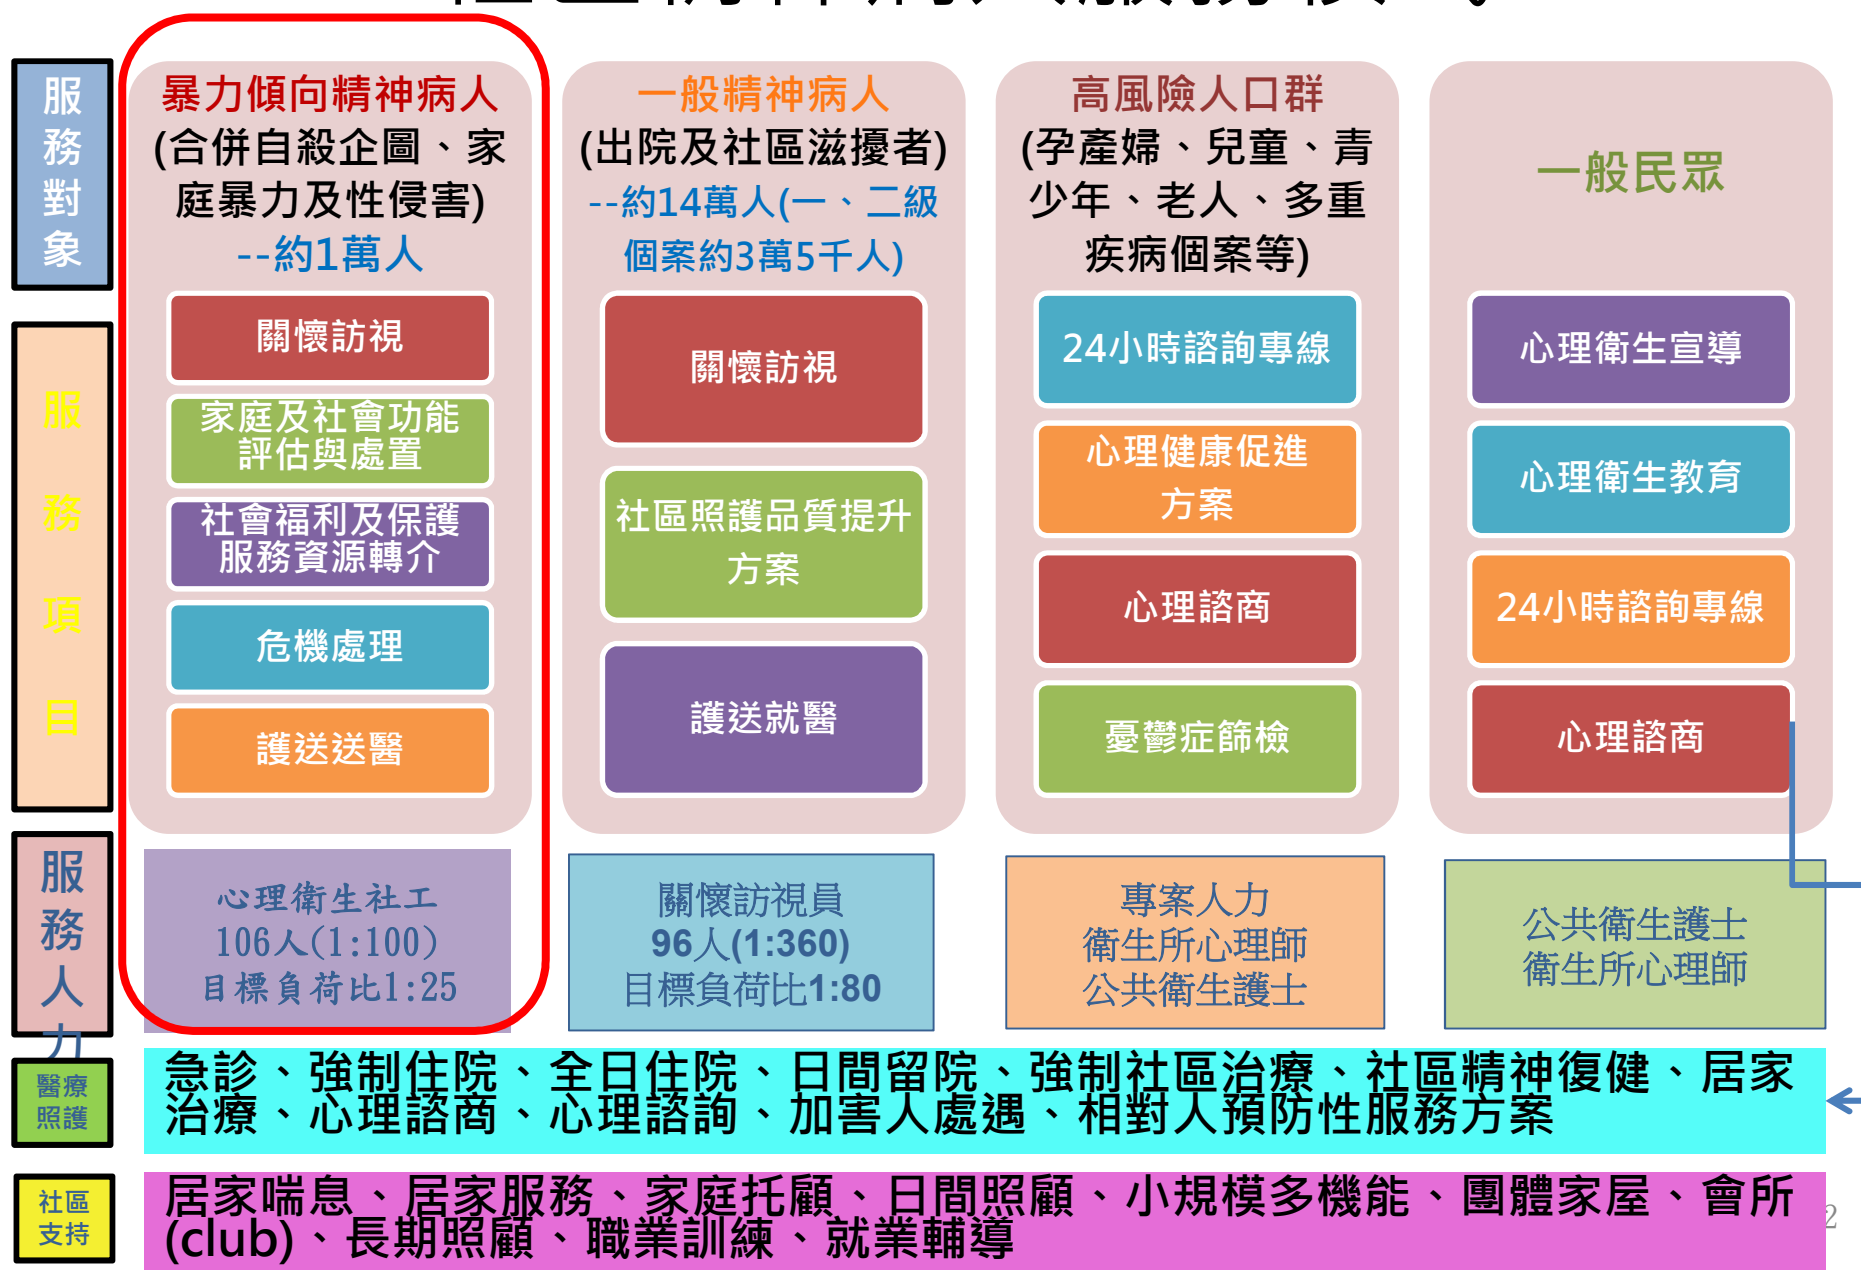 服
務
對
象
暴力傾向精神病人
(合併自殺企圖、家
庭暴力及性侵害)
--約1萬人
一般精神病人
(出院及社區滋擾者)
--約14萬人(一、二級
個案約3萬5千人)
高風險人口群
(孕產婦、兒童、青
少年、老人、多重
疾病個案等)
一般民眾
服
務
項
目
關懷訪視
家庭及社會功能
評估與處置
社會福利及保護
服務資源轉介
危機處理
護送送醫
關懷訪視
社區照護品質提升
方案
護送就醫
24小時諮詢專線
心理健康促進
方案
心理諮商
憂鬱症篩檢
心理衛生宣導
心理衛生教育
24小時諮詢專線
心理諮商
服
務
人
力
心理衛生社工
106人(1:100)
目標負荷比1:25
關懷訪視員
96人(1:360)
目標負荷比1:80
專案人力
衛生所心理師
公共衛生護士
公共衛生護士
衛生所心理師
醫療
照護
急診、強制住院、全日住院、日間留院、強制社區治療、社區精神復健、居家
治療、心理諮商、心理諮詢、加害人處遇、相對人預防性服務方案
社區
支持
居家喘息、居家服務、家庭托顧、日間照顧、小規模多機能、團體家屋、會所
(club)、長期照顧、職業訓練、就業輔導
2